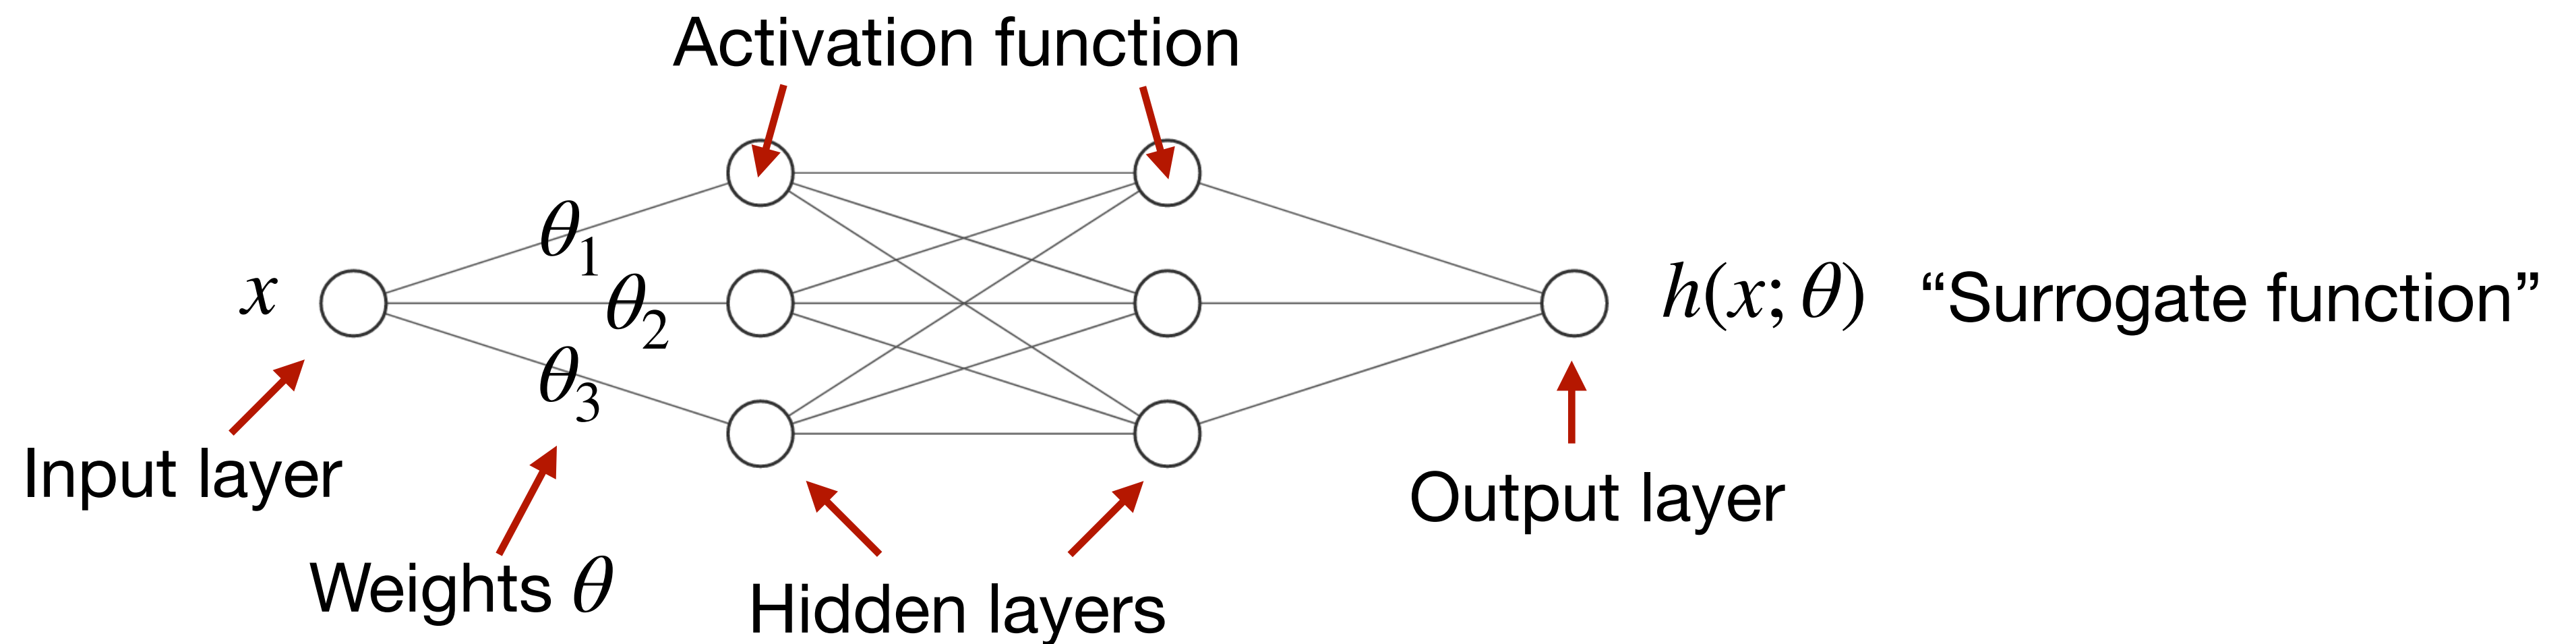 Activation function
θ₁
x
θ₂
h(x; θ) “Surrogate function”
θ₃
Input layer
Output layer
Weights θ
Hidden layers